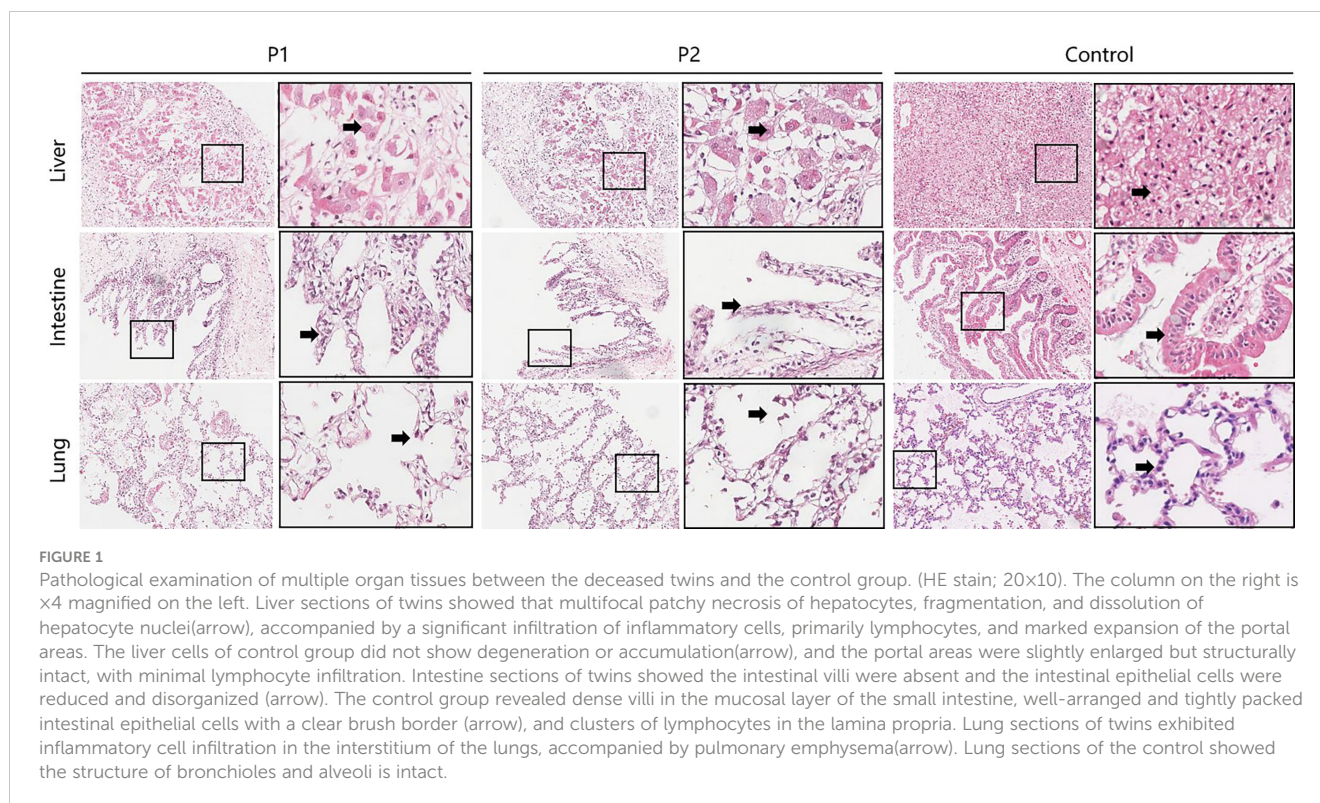 P1
P2
Control
Liver
Intestine
Lung
FIGURE 1
Pathological examination of multiple organ tissues between the deceased twins and the control group. (HE stain; 20×10). The column on the right is
×4 magnified on the left. Liver sections of twins showed that multifocal patchy necrosis of hepatocytes, fragmentation, and dissolution of
hepatocyte nuclei(arrow), accompanied by a significant infiltration of inflammatory cells, primarily lymphocytes, and marked expansion of the portal
areas. The liver cells of control group did not show degeneration or accumulation(arrow), and the portal areas were slightly enlarged but structurally
intact, with minimal lymphocyte infiltration. Intestine sections of twins showed the intestinal villi were absent and the intestinal epithelial cells were
reduced and disorganized (arrow). The control group revealed dense villi in the mucosal layer of the small intestine, well-arranged and tightly packed
intestinal epithelial cells with a clear brush border (arrow), and clusters of lymphocytes in the lamina propria. Lung sections of twins exhibited
inflammatory cell infiltration in the interstitium of the lungs, accompanied by pulmonary emphysema(arrow). Lung sections of the control showed
the structure of bronchioles and alveoli is intact.